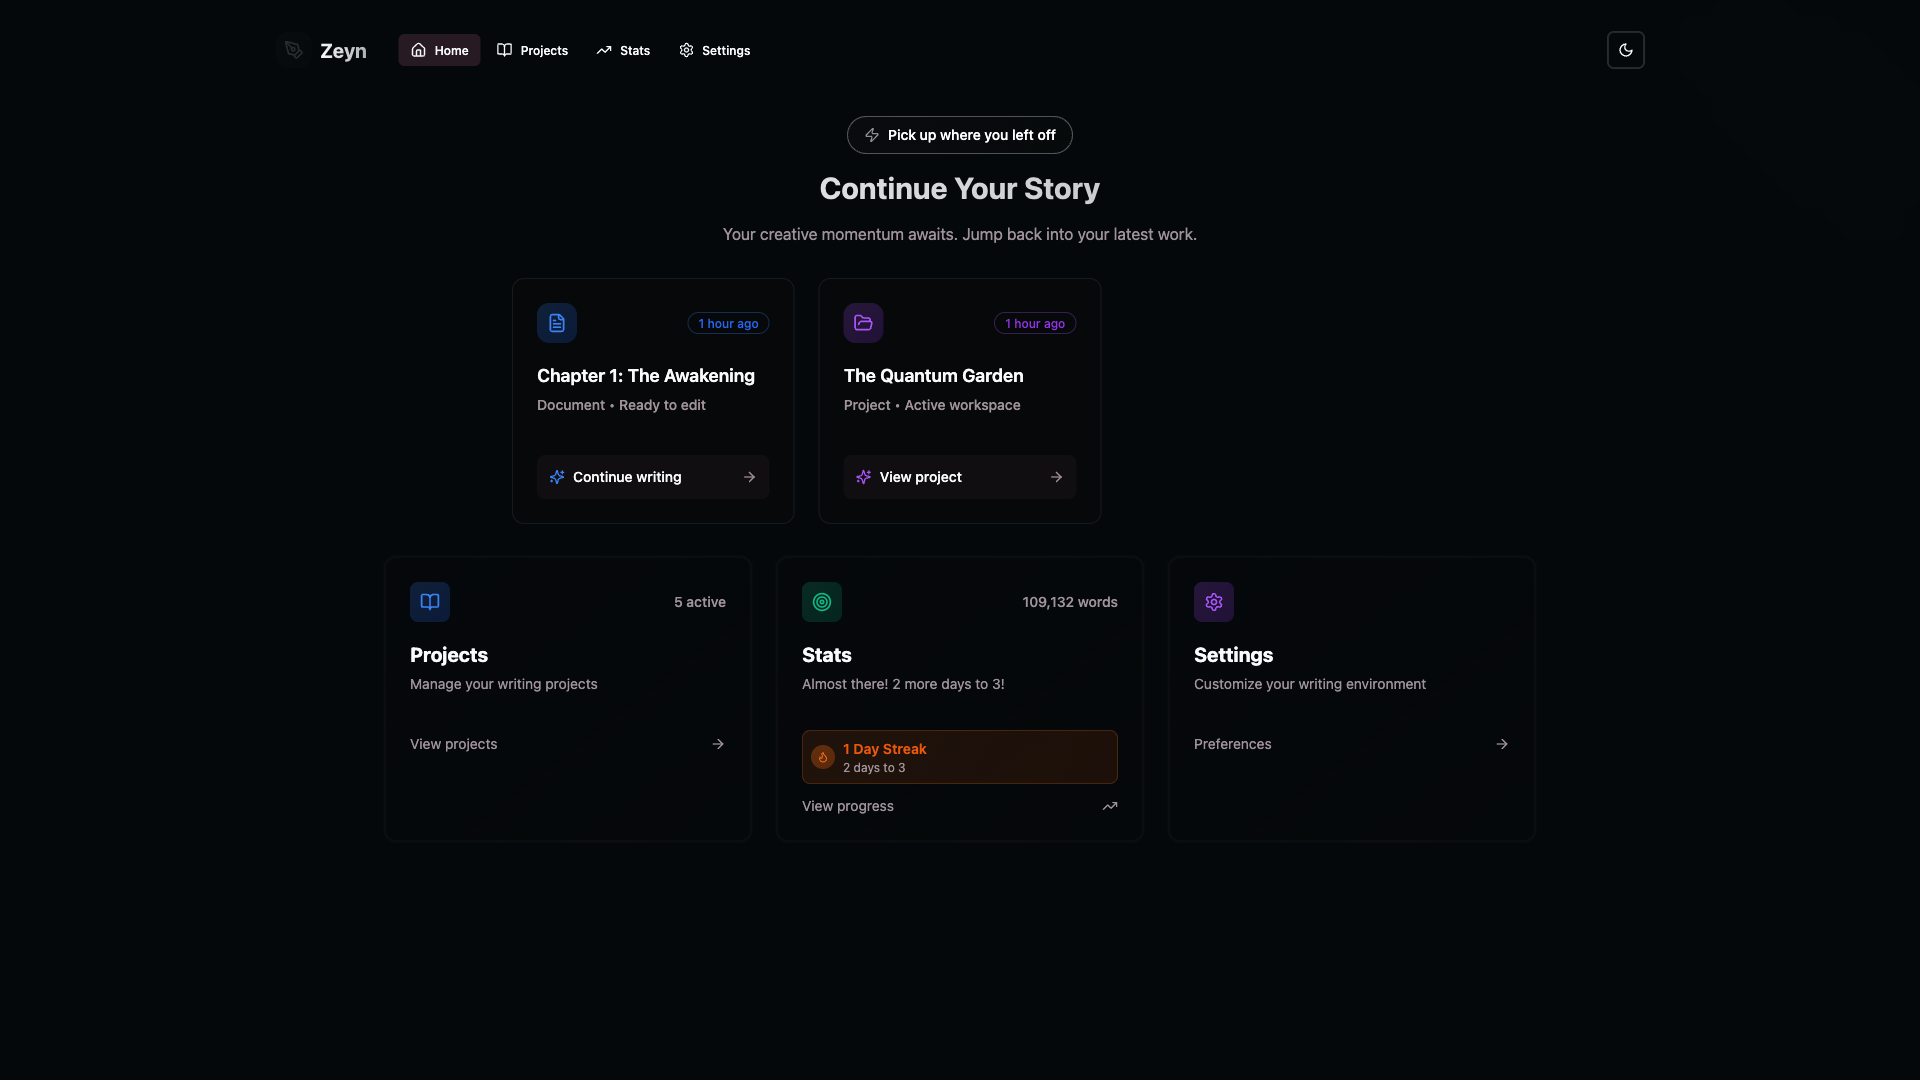 Zeyn
Home
Projects
Stats
Settings
Pick up where you left off
Continue Your Story
Your creative momentum awaits. Jump back into your latest work.
1 hour ago
Chapter 1: The Awakening
Document • Ready to edit
Continue writing
1 hour ago
The Quantum Garden
Project • Active workspace
View project
5 active
Projects
Manage your writing projects
View projects
109,132 words
Stats
Almost there! 2 more days to 3!
1 Day Streak
2 days to 3
View progress
Settings
Customize your writing environment
Preferences